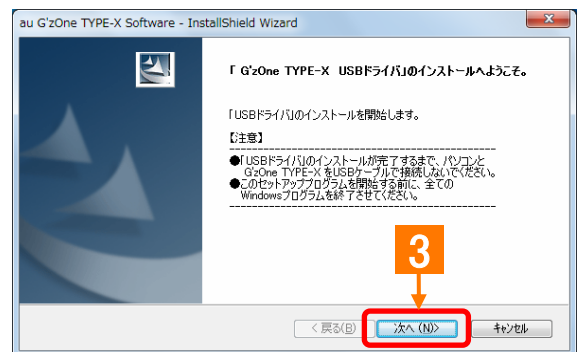 au G'zOne TYPE-X Software - InstallShield Wizard
「 G'zOne TYPE-X USBドライバ」のインストールへようこそ。
「USBドライバ」のインストールを開始します。
【注意】
●「USBドライバ」のインストールが完了するまで、パソコンと
G'zOne TYPE-X をUSBケーブルで接続しないでください。
●このセットアッププログラムを開始する前に、全ての
Windowsプログラムを終了させてください。
3
< 戻る(B)
次へ (N)>
キャンセル